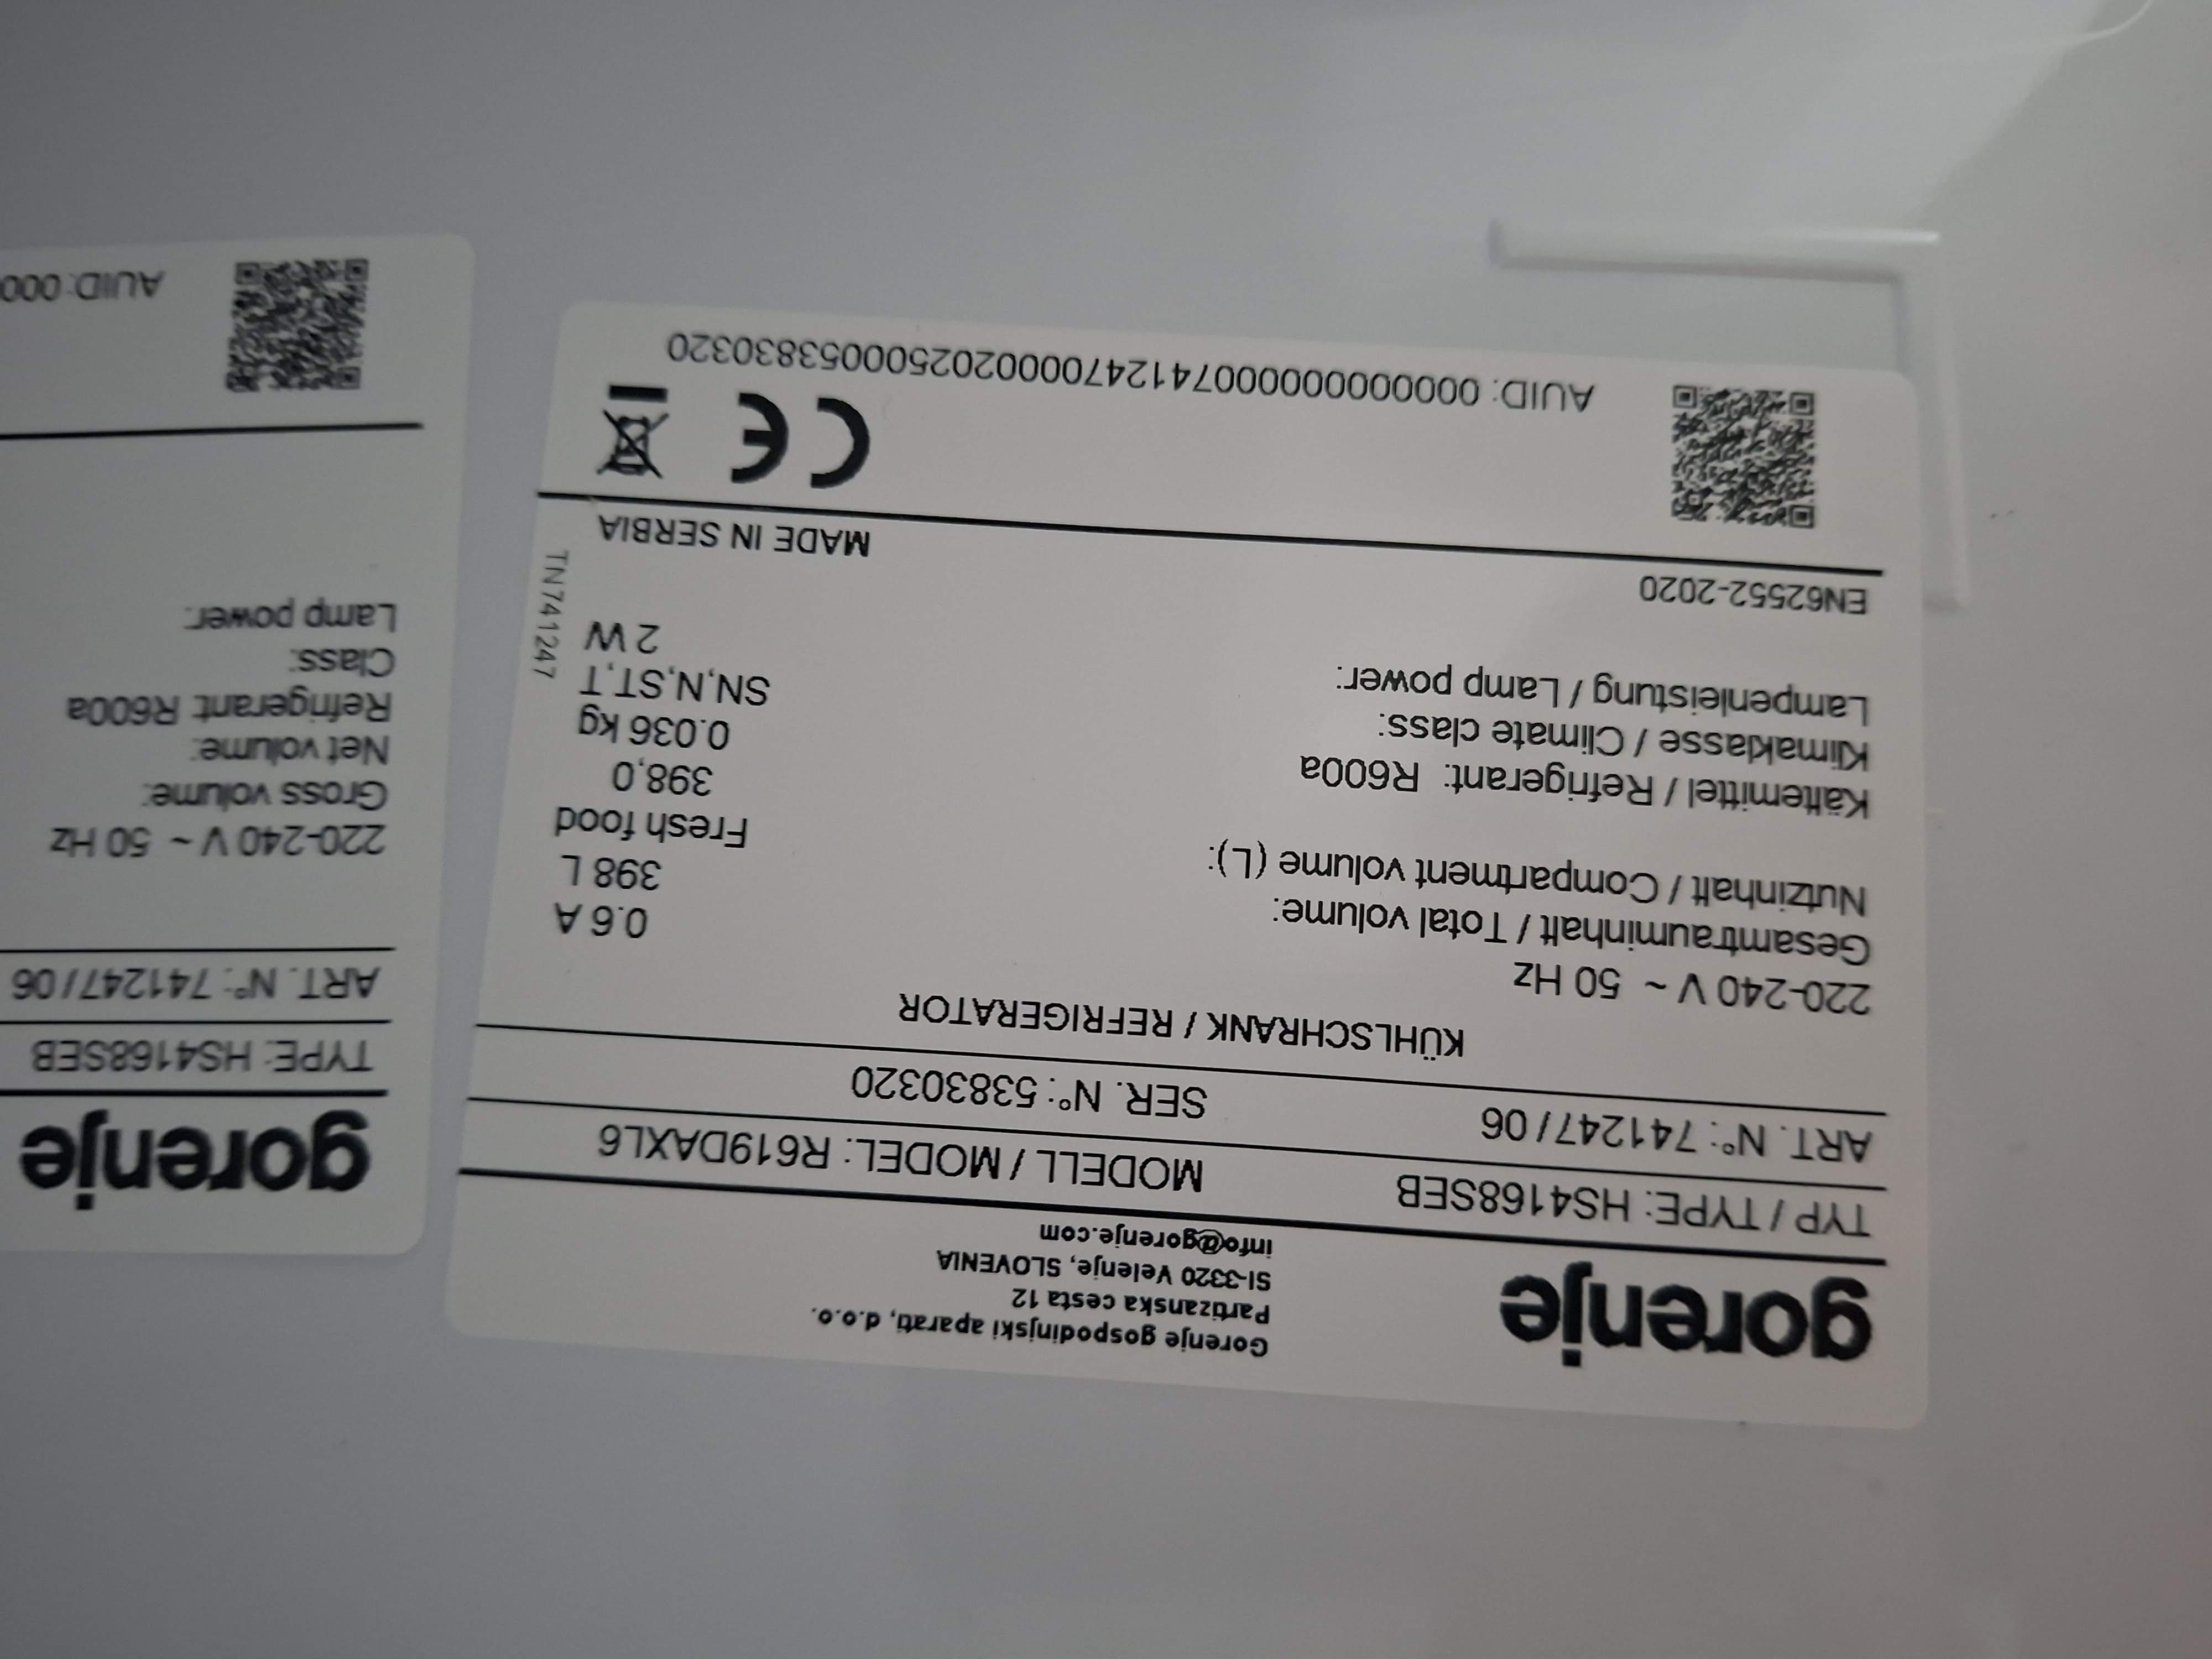 gorenje
Gorenje gospodinjski aparati, d.o.o.
Partizanska cesta 12
SI-3320 Velenje, SLOVENIA
info@gorenje.com
TYP / TYPE: HS4168SEB MODELL / MODEL: R619DAXL6
ART. N°: 741247/06 SER. N°: 53830320
KÜHLSCHRANK / REFRIGERATOR
220-240 V ~ 50 Hz 0.6 A
Gesamtrauminhalt / Total volume: 398 L
Fresh food
Nutzinhalt / Compartment volume (L): 398,0
Kältemittel / Refrigerant: R600a 0.036 kg
Klimaklasse / Climate class: SN,N,ST,T
Lampenleistung / Lamp power: 2 W
TN741247
EN62552-2020 MADE IN SERBIA
CE
AUID: 00000000000741247000020250005383032​0
gorenje
TYPE: HS4168SEB
ART. N°: 741247/06
220-240 V ~ 50 Hz
Gross volume:
Net volume:
Refrigerant: R600a
Class:
Lamp power:
AUID: 000